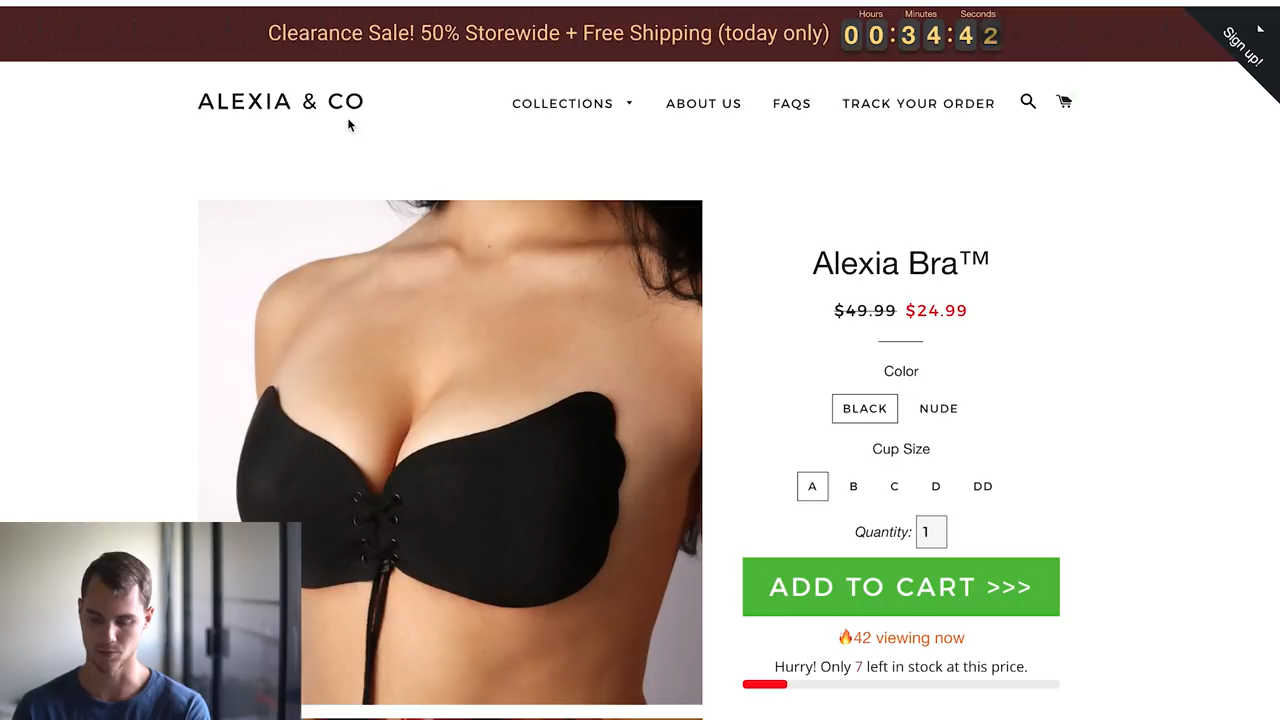 Hours Minutes Seconds
Clearance Sale! 50% Storewide + Free Shipping (today only) 00:34:42
Sign up!
ALEXIA & CO
COLLECTIONS ABOUT US FAQS TRACK YOUR ORDER
Alexia Bra™
$49.99 $24.99
Color
BLACK NUDE
Cup Size
A B C D DD
Quantity: 1
ADD TO CART >>>
🔥42 viewing now
Hurry! Only 7 left in stock at this price.